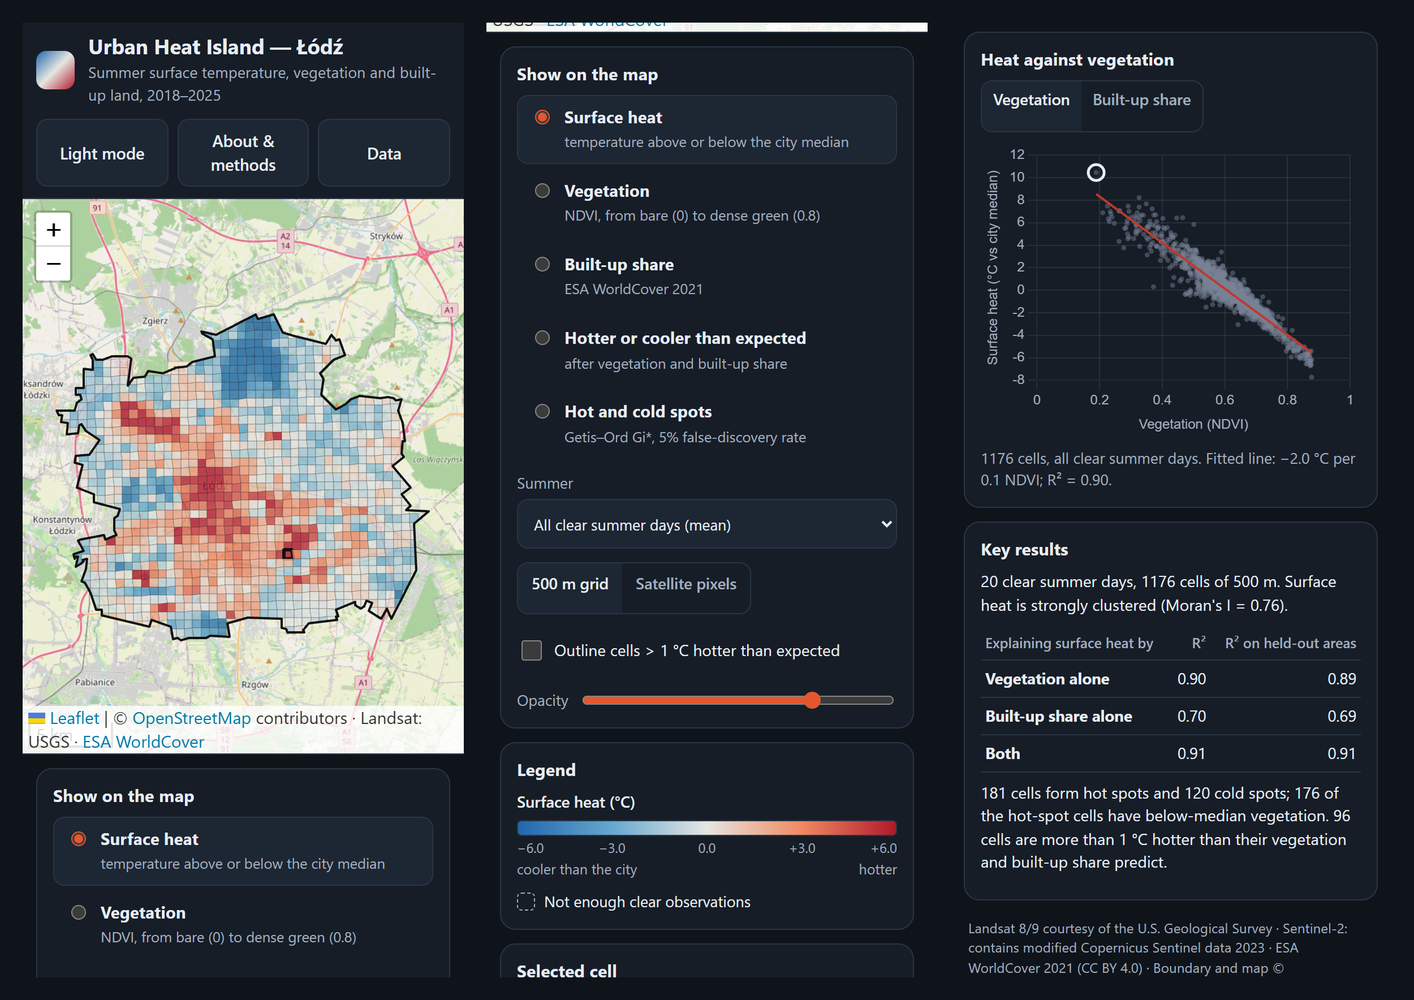 Urban Heat Island — Łódź
Summer surface temperature, vegetation and built-
up land, 2018–2025
Light mode
About &
methods
Data
+
−
91
A2
14
Stryków
A1
Zgierz
ksandrów
Łódzki
Konstantynów
Łódzki
Las Wiączyńsk
Pabianice
Rzgów
A1
Leaflet | © OpenStreetMap contributors · Landsat:
USGS · ESA WorldCover
Show on the map
Surface heat
temperature above or below the city median
Vegetation
NDVI, from bare (0) to dense green (0.8)
USGS · ESA WorldCover
Show on the map
Surface heat
temperature above or below the city median
Vegetation
NDVI, from bare (0) to dense green (0.8)
Built-up share
ESA WorldCover 2021
Hotter or cooler than expected
after vegetation and built-up share
Hot and cold spots
Getis–Ord Gi*, 5% false-discovery rate
Summer
All clear summer days (mean)
500 m grid
Satellite pixels
Outline cells > 1 °C hotter than expected
Opacity
Legend
Surface heat (°C)
−6.0 −3.0 0.0 +3.0 +6.0
cooler than the city hotter
Not enough clear observations
Selected cell
Heat against vegetation
Vegetation
Built-up share
Surface heat (°C vs city median)
12
10
8
6
4
2
0
-2
-4
-6
-8
0 0.2 0.4 0.6 0.8 1
Vegetation (NDVI)
1176 cells, all clear summer days. Fitted line: −2.0 °C per
0.1 NDVI; R² = 0.90.
Key results
20 clear summer days, 1176 cells of 500 m. Surface
heat is strongly clustered (Moran's I = 0.76).
Explaining surface heat by R² R² on held-out areas
Vegetation alone 0.90 0.89
Built-up share alone 0.70 0.69
Both 0.91 0.91
181 cells form hot spots and 120 cold spots; 176 of
the hot-spot cells have below-median vegetation. 96
cells are more than 1 °C hotter than their vegetation
and built-up share predict.
Landsat 8/9 courtesy of the U.S. Geological Survey · Sentinel-2:
contains modified Copernicus Sentinel data 2023 · ESA
WorldCover 2021 (CC BY 4.0) · Boundary and map ©